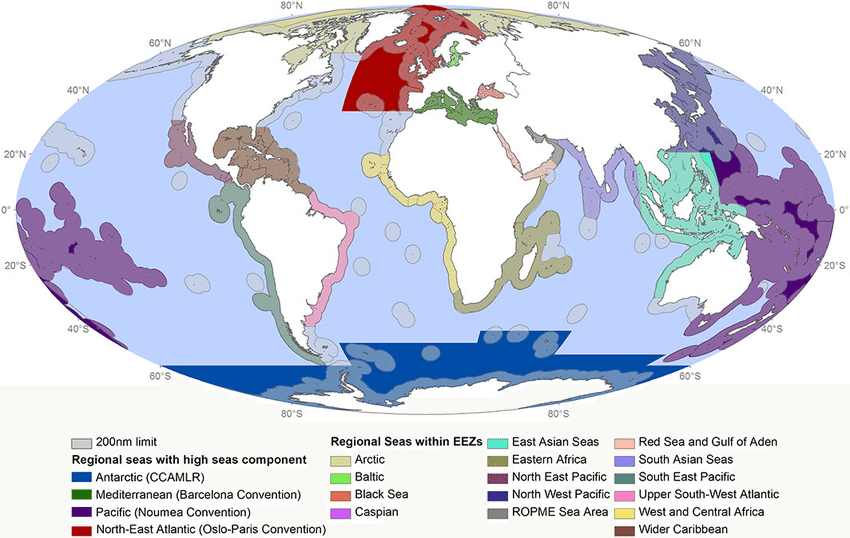 80°N 80°N
60°N 60°N
40°N 40°N
20°N 20°N
0° 0°
20°S 20°S
40°S 40°S
60°S 60°S
80°S 80°S
200nm limit
Regional seas with high seas component
Antarctic (CCAMLR)
Mediterranean (Barcelona Convention)
Pacific (Noumea Convention)
North-East Atlantic (Oslo-Paris Convention)
Regional Seas within EEZs
Arctic
Baltic
Black Sea
Caspian
East Asian Seas
Eastern Africa
North East Pacific
North West Pacific
ROPME Sea Area
Red Sea and Gulf of Aden
South Asian Seas
South East Pacific
Upper South-West Atlantic
West and Central Africa
Wider Caribbean